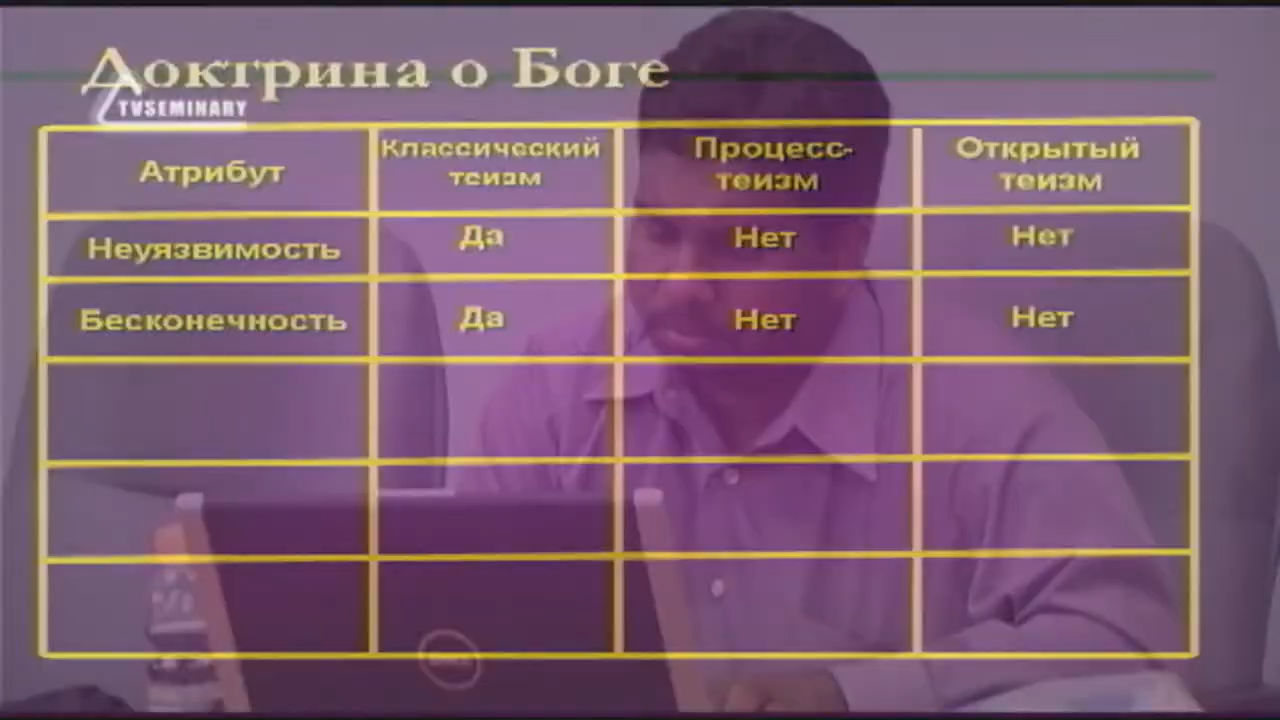 Доктрина о Боге
TVSEMINARY
Атрибут
Классический
теизм
Процесс-
теизм
Открытый
теизм
Неуязвимость
Да
Нет
Нет
Бесконечность
Да
Нет
Нет